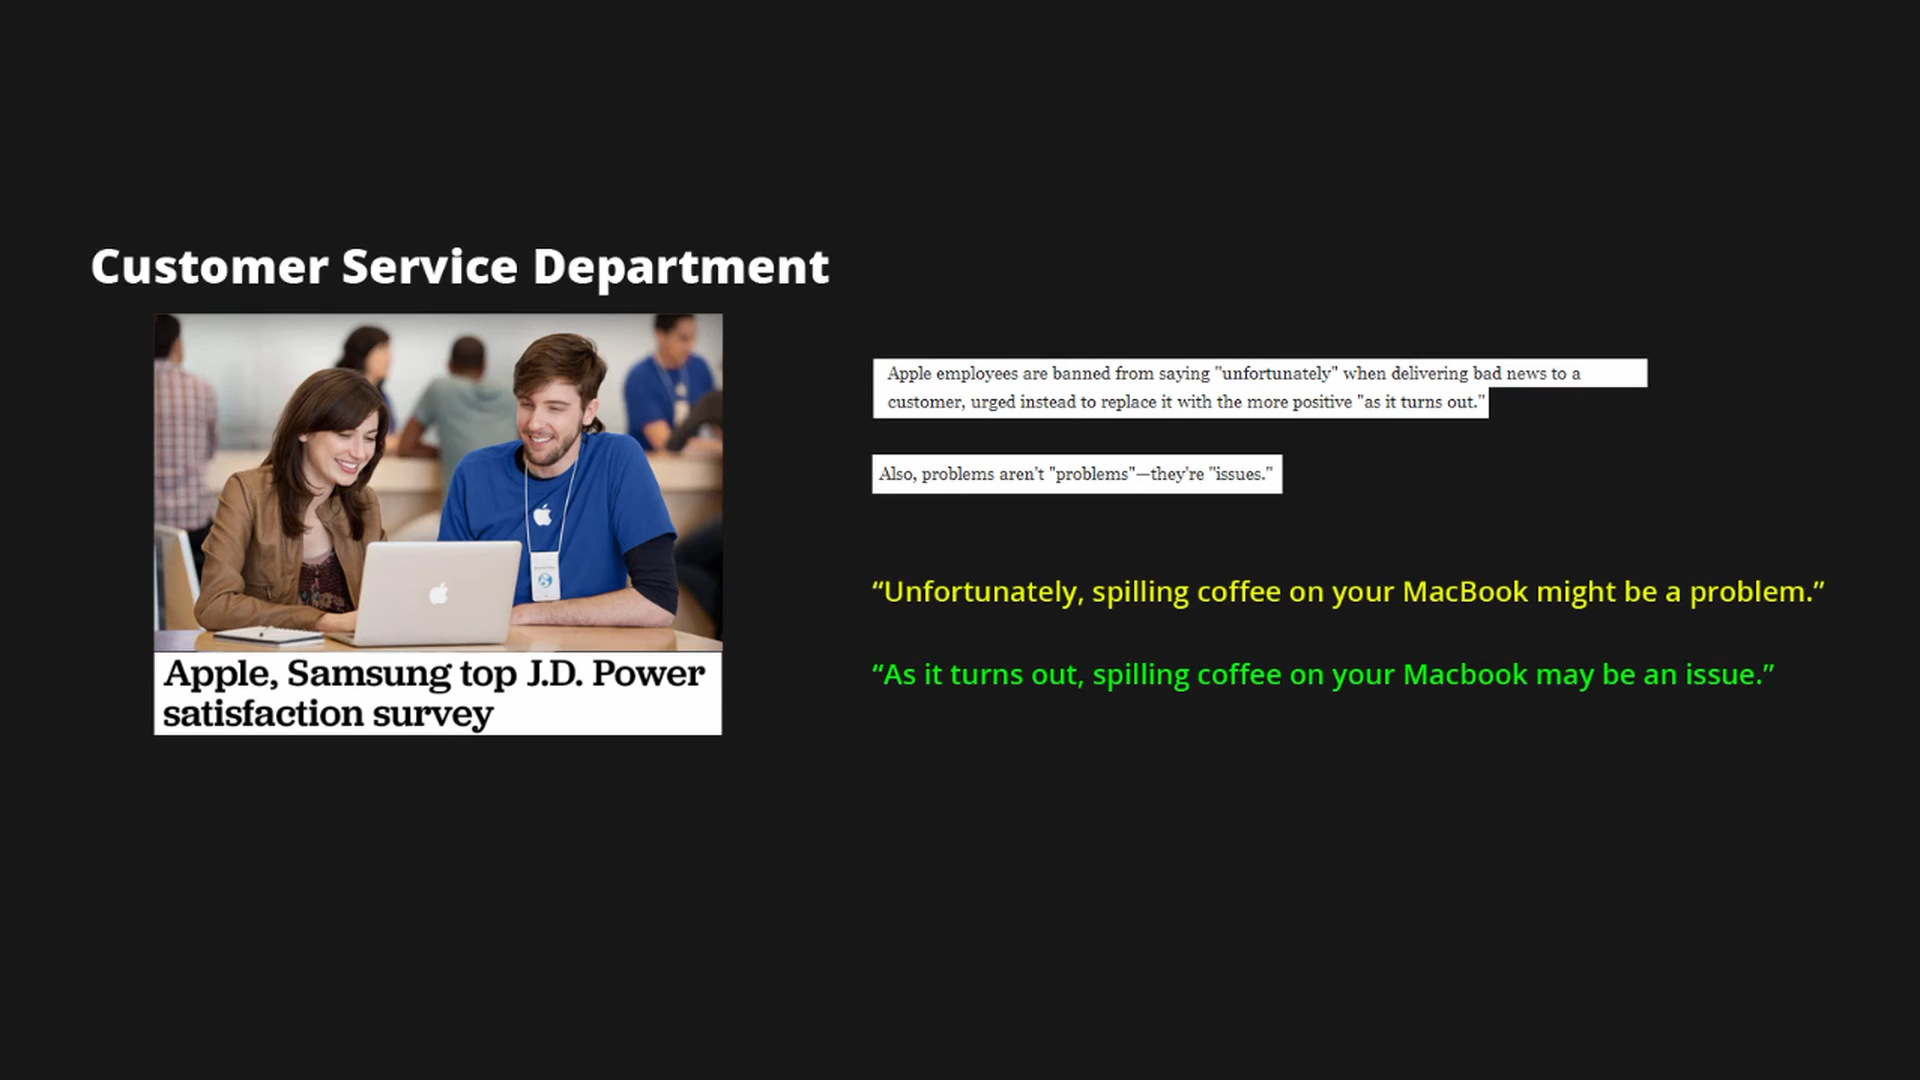 Customer Service Department
Apple, Samsung top J.D. Power
satisfaction survey
Apple employees are banned from saying "unfortunately" when delivering bad news to a
customer, urged instead to replace it with the more positive "as it turns out."
Also, problems aren't "problems"—they're "issues."
“Unfortunately, spilling coffee on your MacBook might be a problem.”
“As it turns out, spilling coffee on your Macbook may be an issue.”